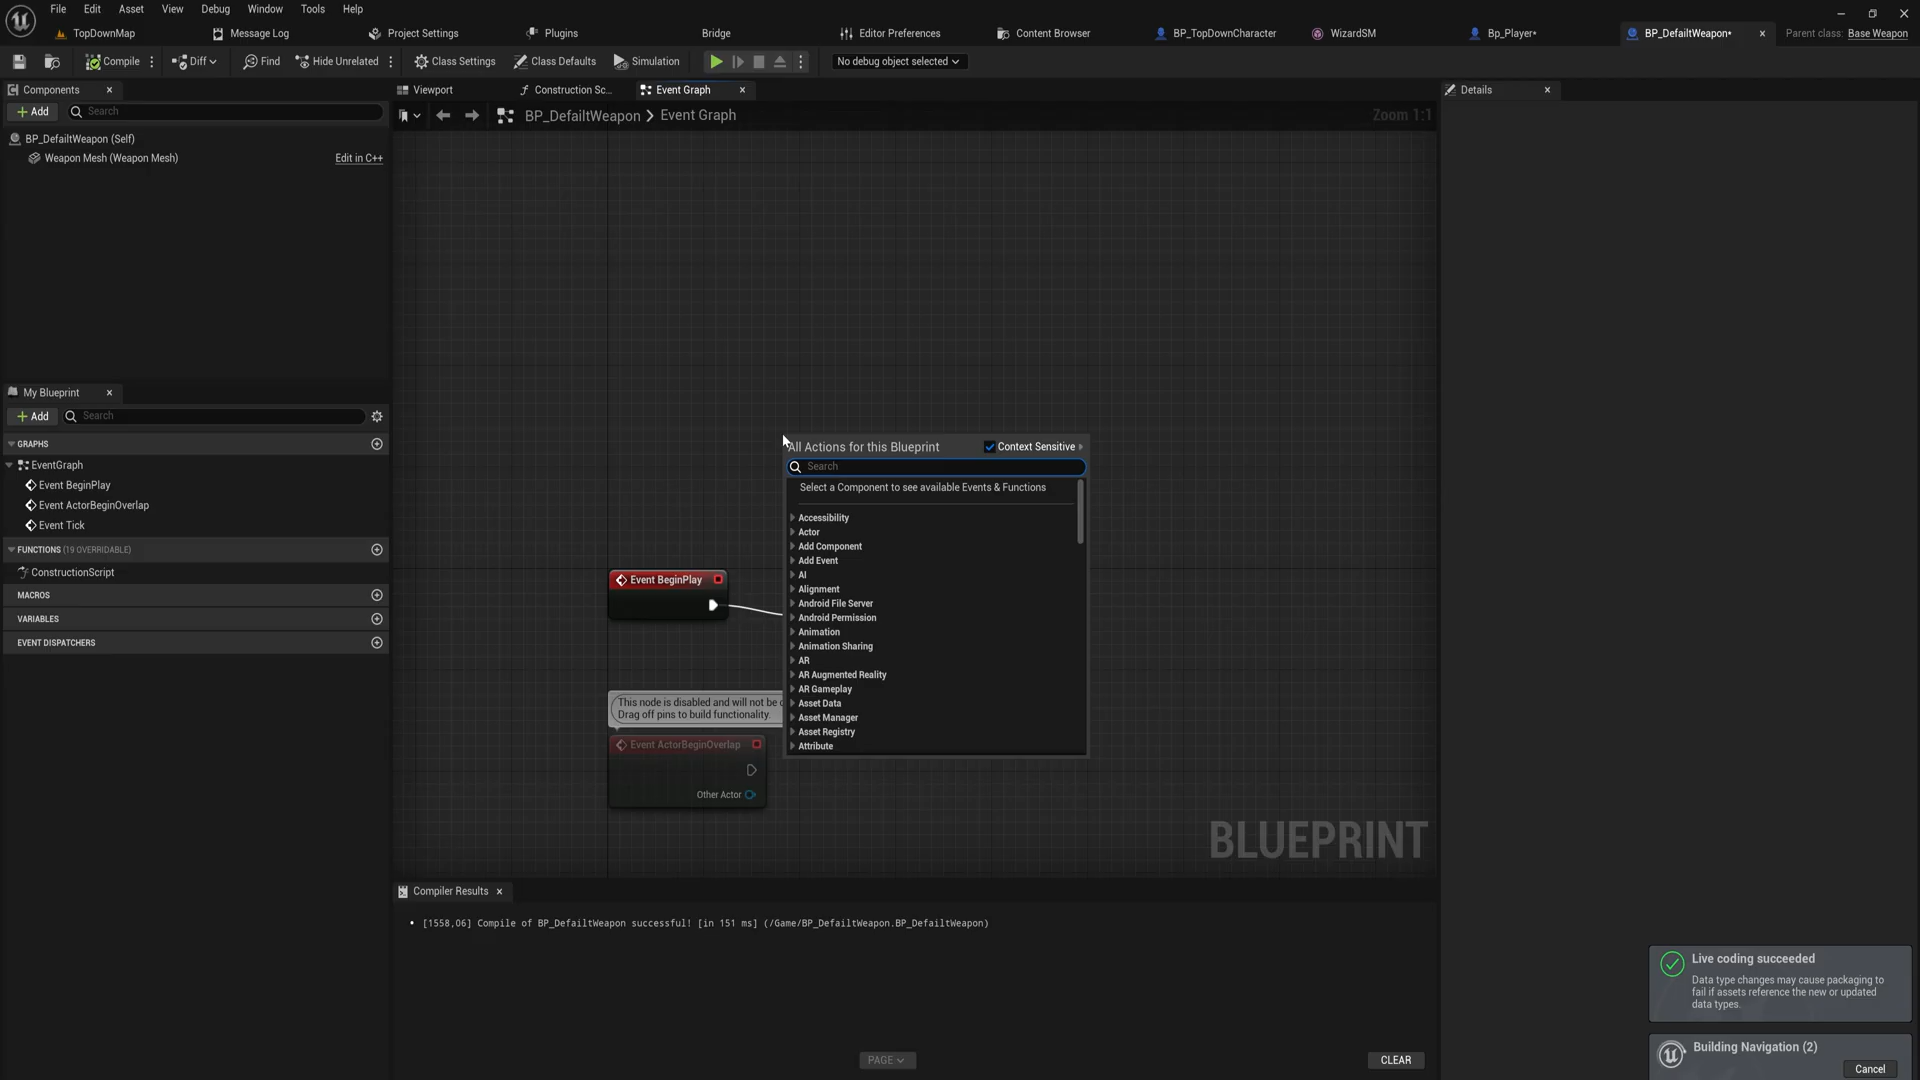 File Edit Asset View Debug Window Tools Help
TopDownMap Message Log Project Settings Plugins Bridge Editor Preferences Content Browser BP_TopDownCharacter WizardSM Bp_Player* BP_DefailtWeapon* Parent class: Base Weapon
Compile Diff Find Hide Unrelated Class Settings Class Defaults Simulation No debug object selected
Components
Add Search
BP_DefailtWeapon (Self)
Weapon Mesh (Weapon Mesh) Edit in C++
My Blueprint
Add Search
GRAPHS
EventGraph
Event BeginPlay
Event ActorBeginOverlap
Event Tick
FUNCTIONS (19 OVERRIDABLE)
ConstructionScript
MACROS
VARIABLES
EVENT DISPATCHERS
Viewport Construction Sc... Event Graph
BP_DefailtWeapon > Event Graph Zoom 1:1
All Actions for this Blueprint Context Sensitive
Search
Select a Component to see available Events & Functions
Accessibility
Actor
Add Component
Add Event
AI
Alignment
Android File Server
Android Permission
Animation
Animation Sharing
AR
AR Augmented Reality
AR Gameplay
Asset Data
Asset Manager
Asset Registry
Attribute
Event BeginPlay
This node is disabled and will not be
Drag off pins to build functionality.
Event ActorBeginOverlap
Other Actor
BLUEPRINT
Compiler Results
• [1558,06] Compile of BP_DefailtWeapon successful! [in 151 ms] (/Game/BP_DefailtWeapon.BP_DefailtWeapon)
PAGE CLEAR
Details
Live coding succeeded
Data type changes may cause packaging to
fail if assets reference the new or updated
data types.
Building Navigation (2)
Cancel